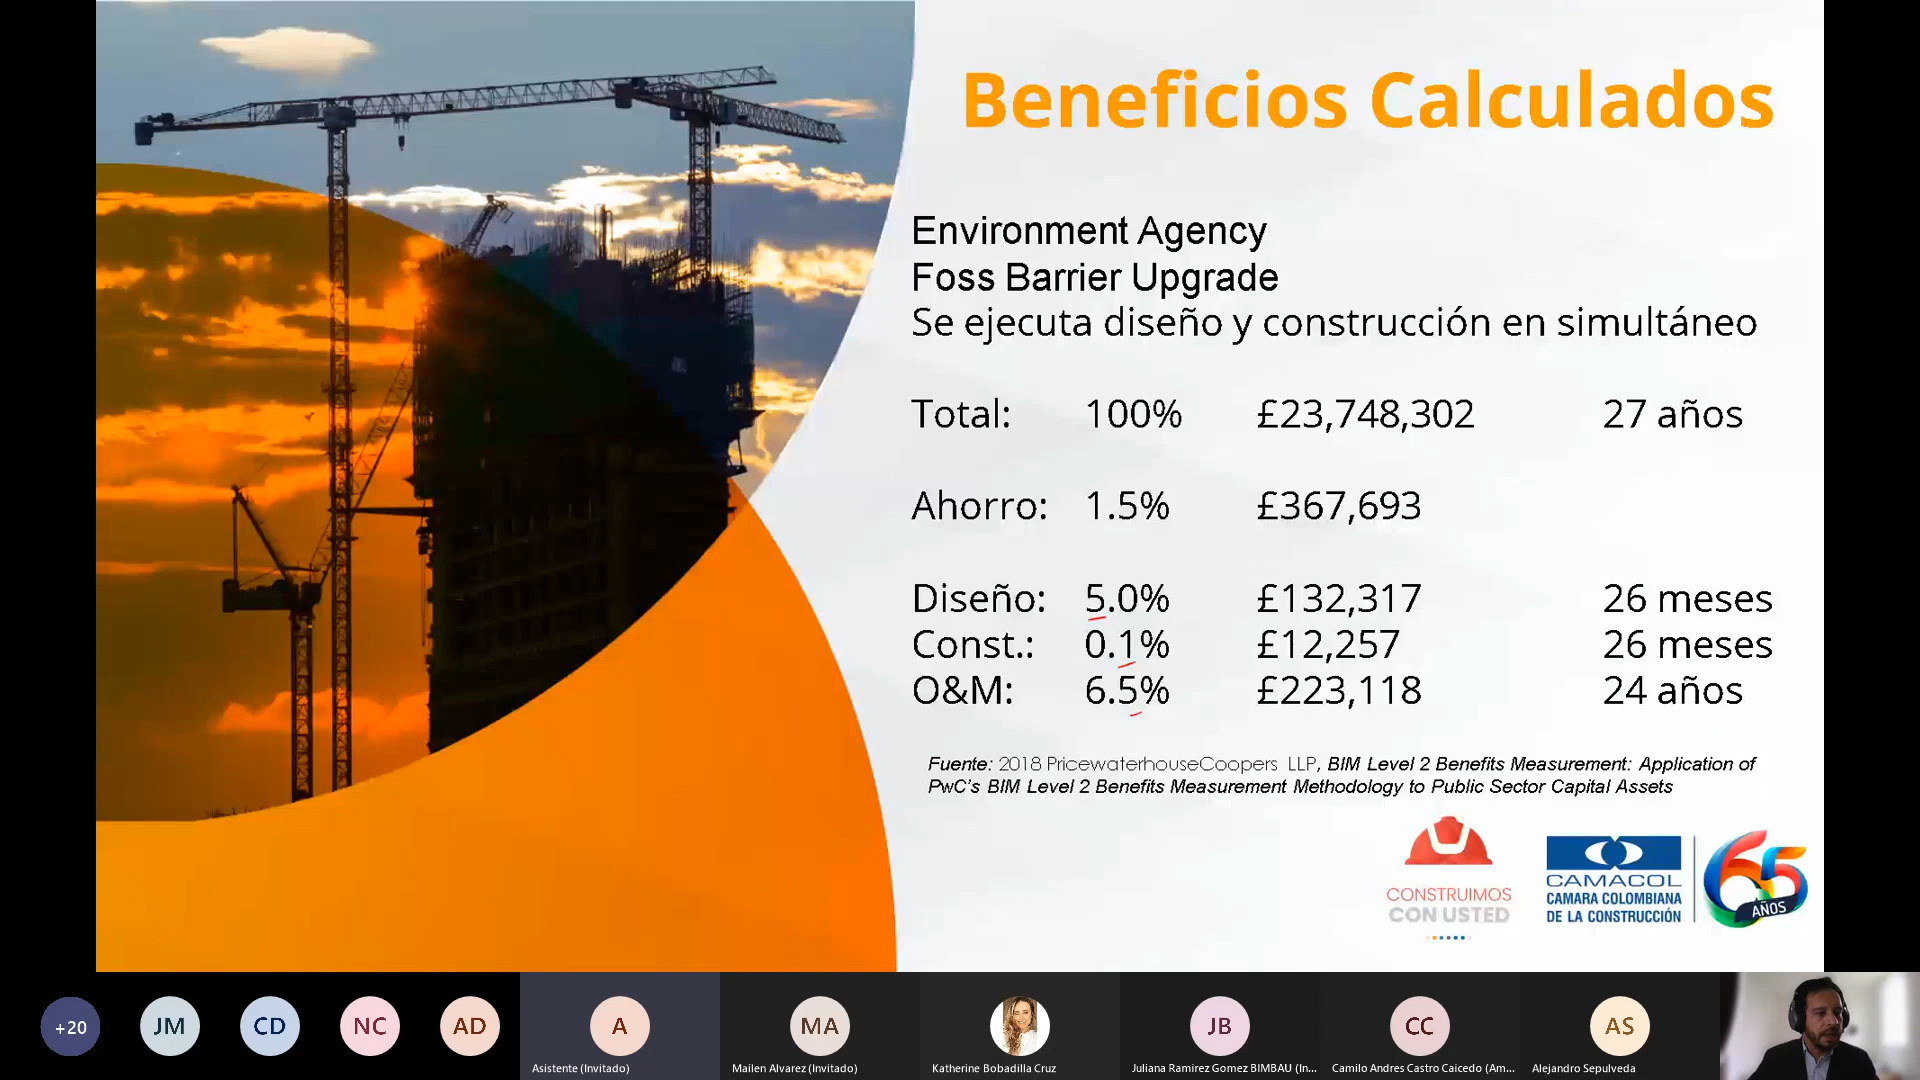 Beneficios Calculados
Environment Agency
Foss Barrier Upgrade
Se ejecuta diseño y construcción en simultáneo
Total: 100% £23,748,302 27 años
Ahorro: 1.5% £367,693
Diseño: 5.0% £132,317 26 meses
Const.: 0.1% £12,257 26 meses
O&M: 6.5% £223,118 24 años
Fuente: 2018 PricewaterhouseCoopers LLP, BIM Level 2 Benefits Measurement: Application of
PwC's BIM Level 2 Benefits Measurement Methodology to Public Sector Capital Assets
CONSTRUIMOS
CON USTED
CAMACOL
CAMARA COLOMBIANA
DE LA CONSTRUCCIÓN
65
AÑOS
+20
JM
CD
NC
AD
A
MA
JB
CC
AS
Asistente (Invitado)
Mailen Alvarez (Invitado)
Katherine Bobadilla Cruz
Juliana Ramirez Gomez BIMBAU (In...
Camilo Andres Castro Caicedo (Am...
Alejandro Sepulveda